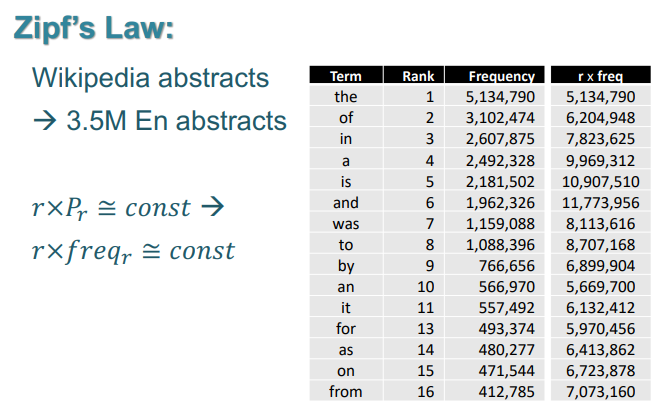 Zipf's Law:
Wikipedia abstracts
→ 3.5M En abstracts
r×Pᵣ ≅ const →
r×freqᵣ ≅ const
Term Rank Frequency r x freq
the 1 5,134,790 5,134,790
of 2 3,102,474 6,204,948
in 3 2,607,875 7,823,625
a 4 2,492,328 9,969,312
is 5 2,181,502 10,907,510
and 6 1,962,326 11,773,956
was 7 1,159,088 8,113,616
to 8 1,088,396 8,707,168
by 9 766,656 6,899,904
an 10 566,970 5,669,700
it 11 557,492 6,132,412
for 13 493,374 5,970,456
as 14 480,277 6,413,862
on 15 471,544 6,723,878
from 16 412,785 7,073,160